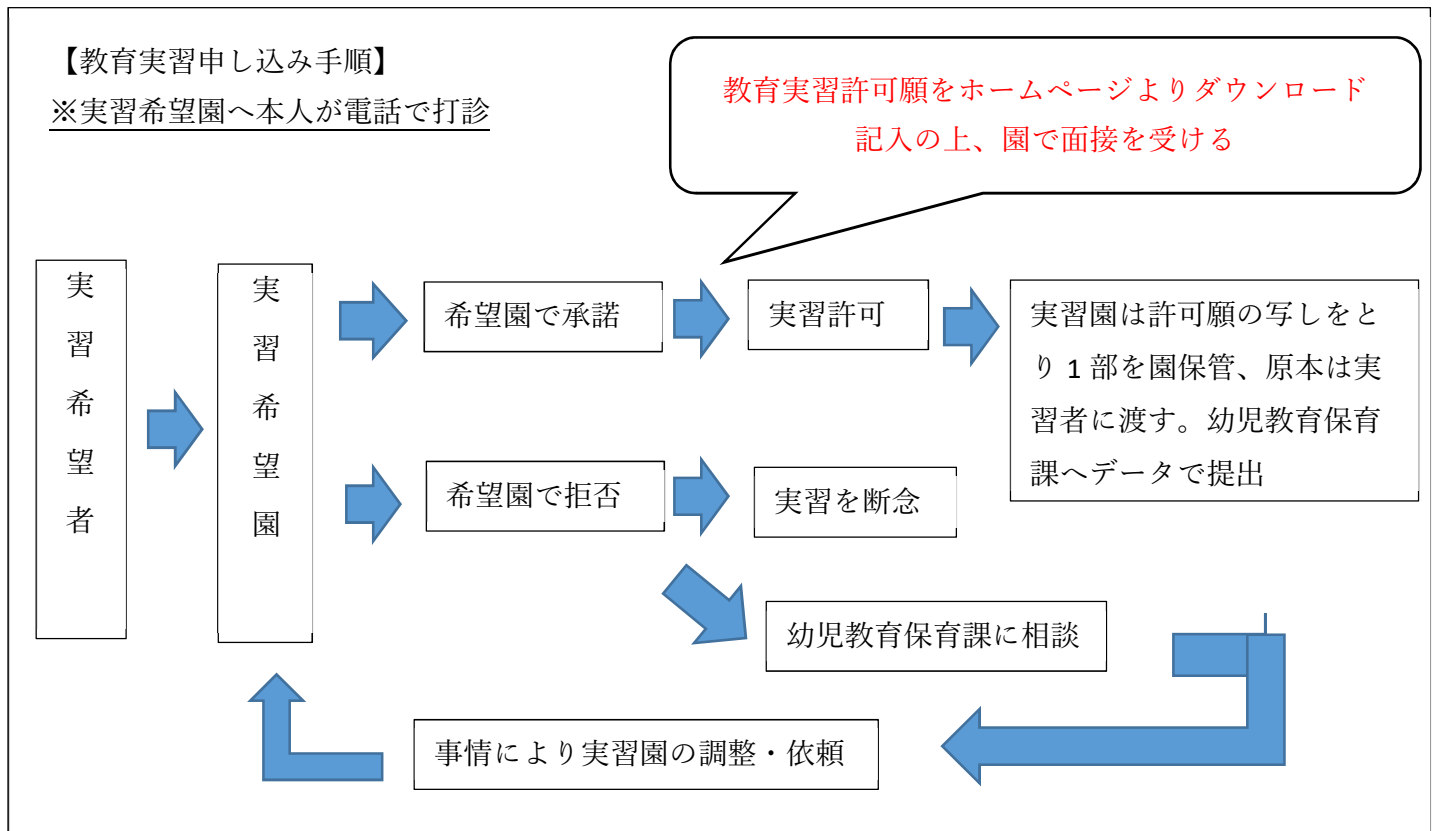 【教育実習申し込み手順】
※実習希望園へ本人が電話で打診
教育実習許可願をホームページよりダウンロード
記入の上、園で面接を受ける
実習希望者
実習希望園
希望園で承諾
実習許可
実習園は許可願の写しをと
り1部を園保管、原本は実
習者に渡す。幼児教育保育
課へデータで提出
希望園で拒否
実習を断念
幼児教育保育課に相談
事情により実習園の調整・依頼